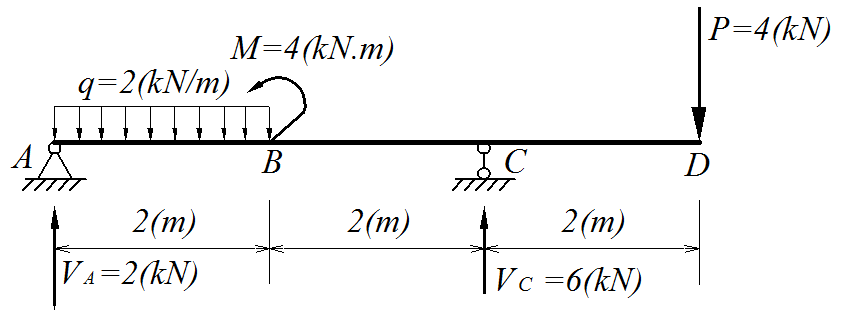 P=4(kN)
M=4(kN.m)
q=2(kN/m)
A
B
C
D
2(m)
2(m)
2(m)
VA=2(kN)
VC =6(kN)